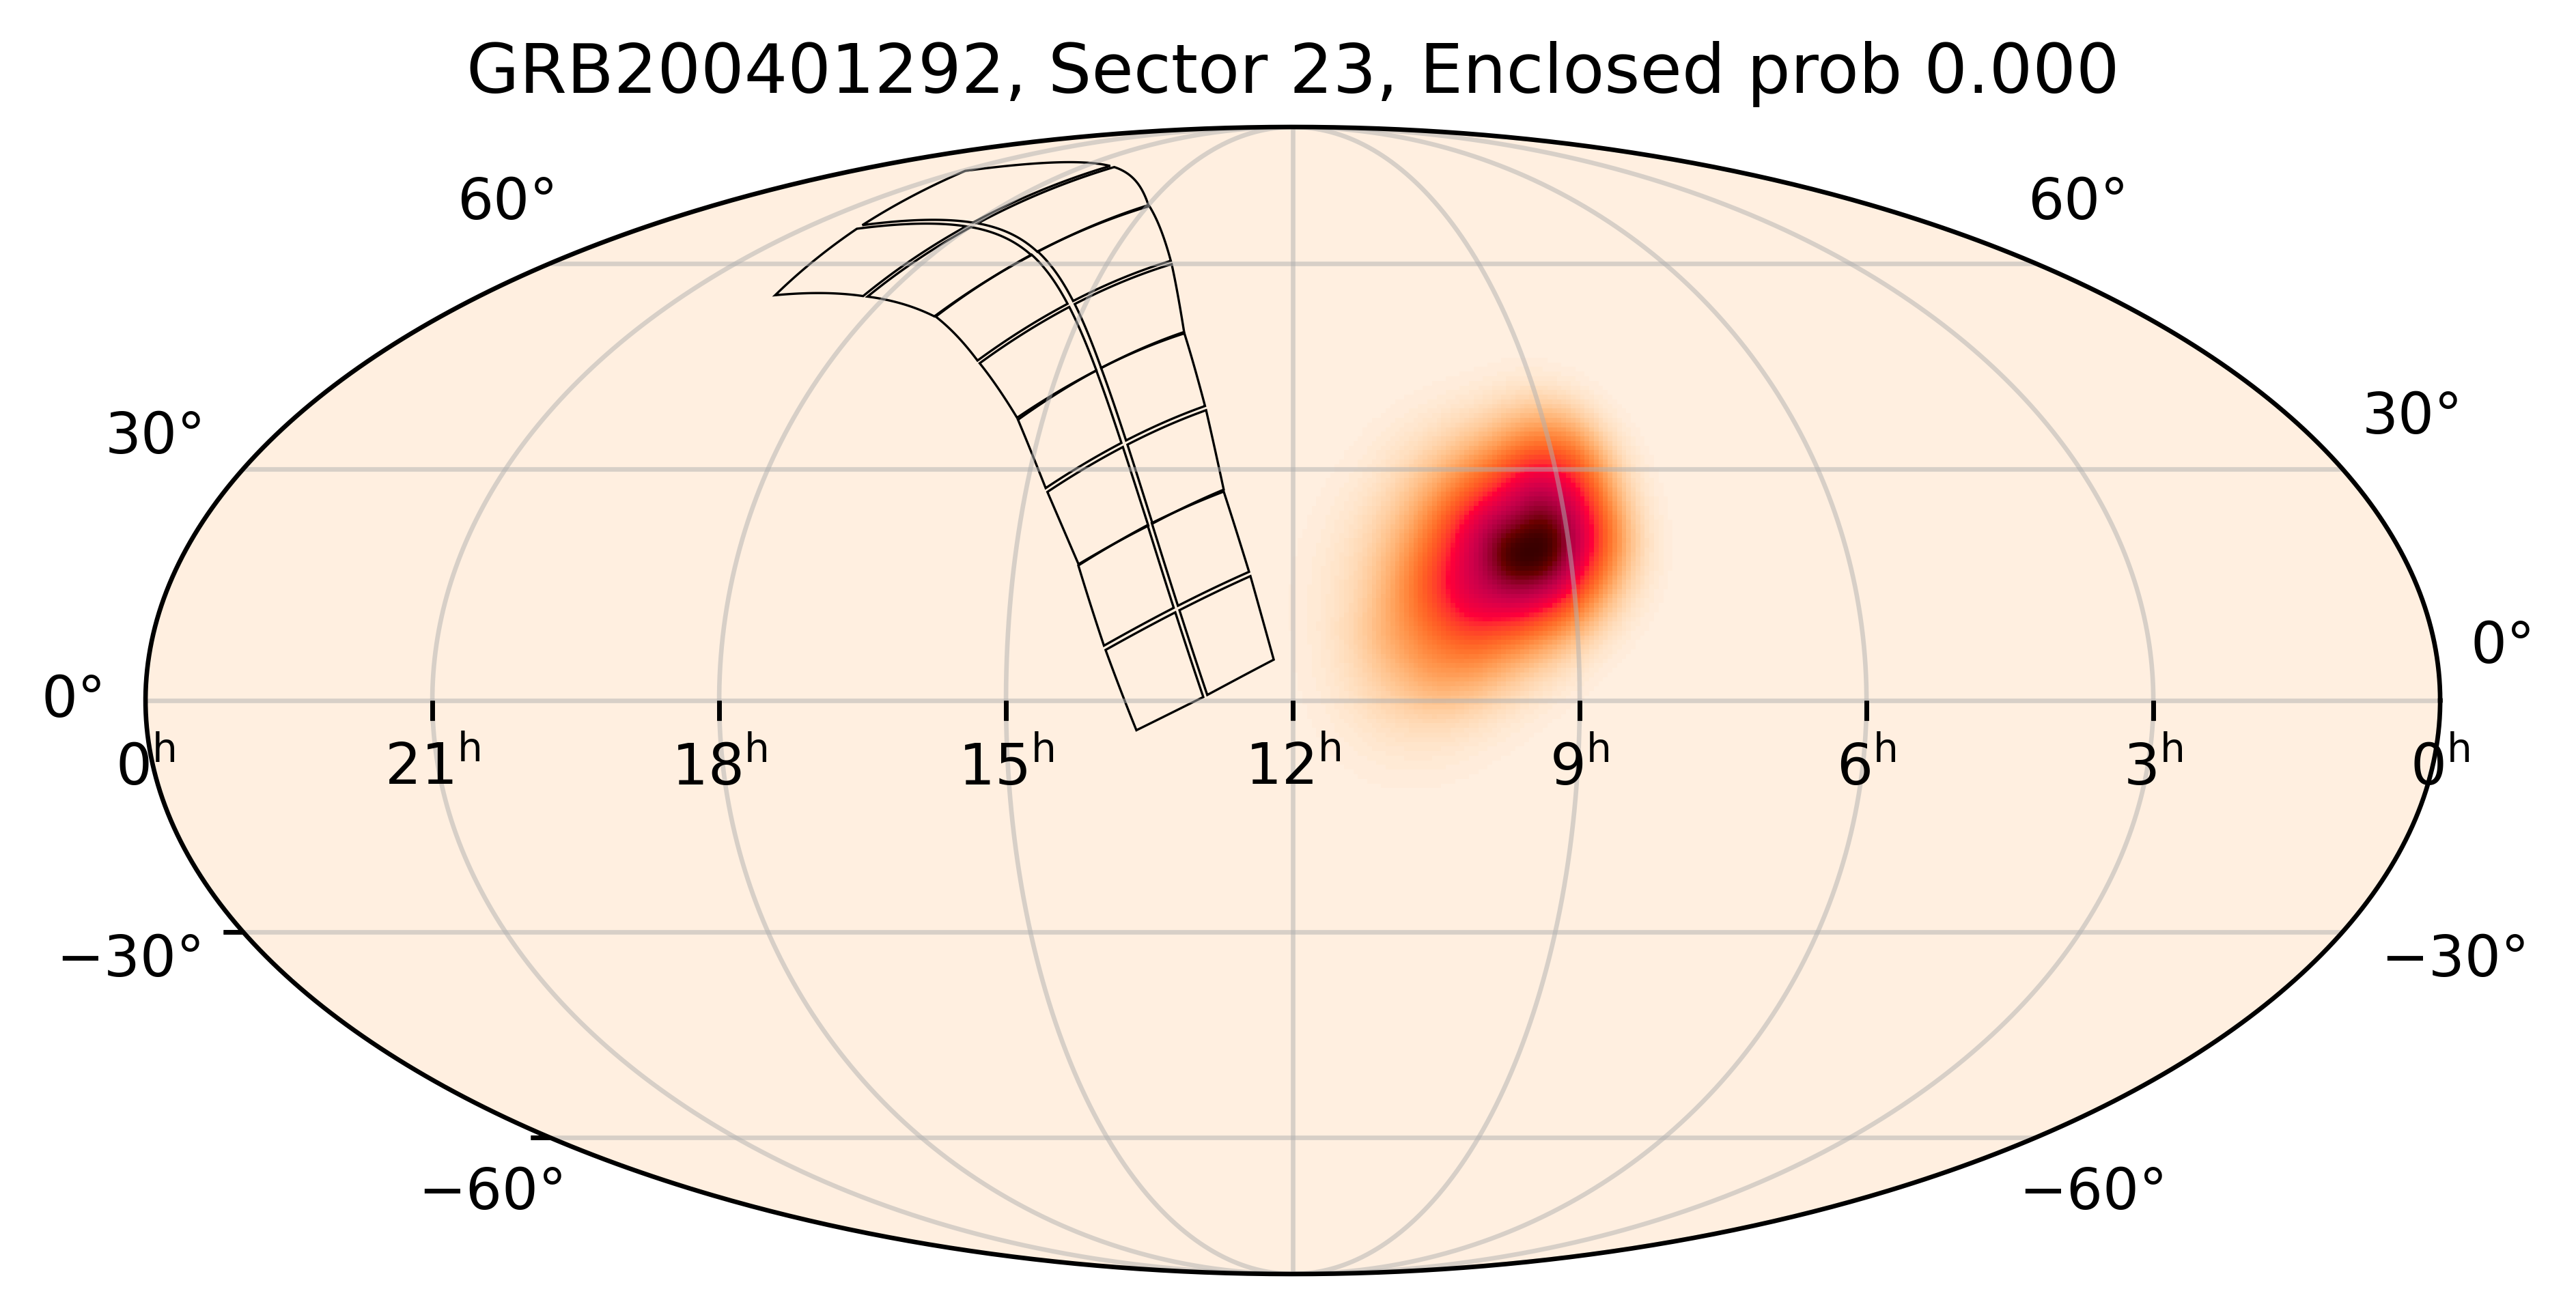 GRB200401292, Sector 23, Enclosed prob 0.000
60° 60°
30° 30°
0° 0°
0ʰ 21ʰ 18ʰ 15ʰ 12ʰ 9ʰ 6ʰ 3ʰ 0ʰ
−30° −30°
−60° −60°